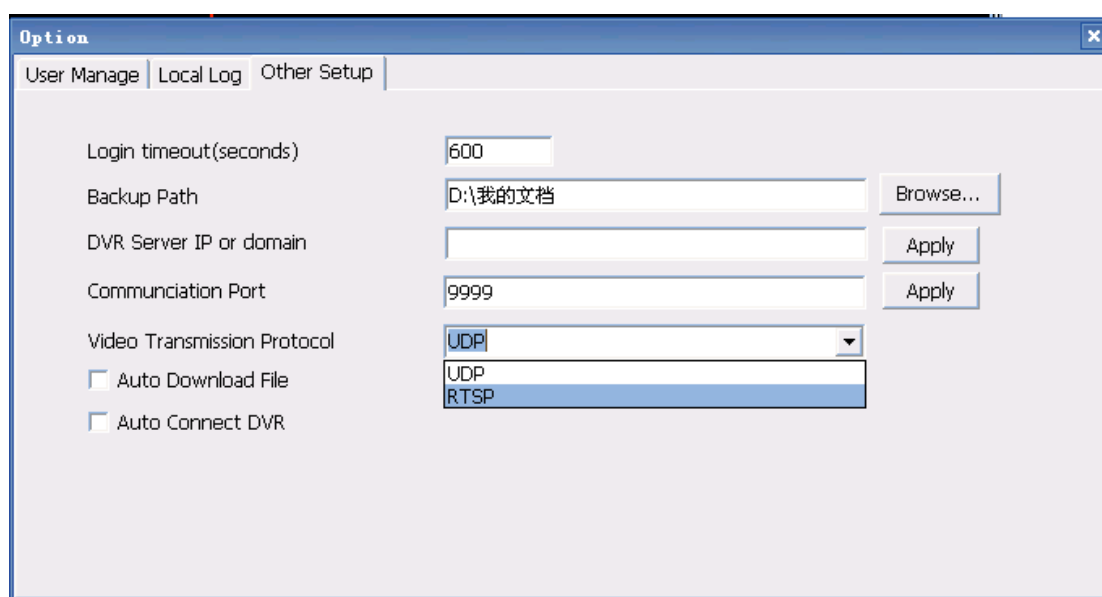 Option
User Manage Local Log Other Setup
Login timeout(seconds) 600
Backup Path D:\我的文档 Browse...
DVR Server IP or domain Apply
Communciation Port 9999 Apply
Video Transmission Protocol UDP
UDP
Auto Download File
RTSP
Auto Connect DVR